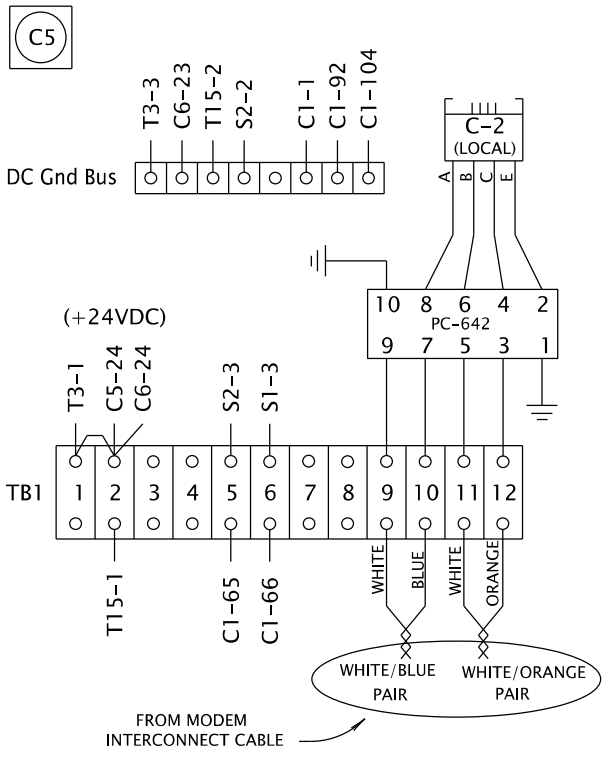 C5
T3-3 C6-23 T15-2 S2-2 C1-1 C1-92 C1-104
C-2
(LOCAL)
A B C E
DC Gnd Bus
10 8 6 4 2
PC-642
9 7 5 3 1
(+24VDC)
T3-1 C5-24 C6-24 S2-3 S1-3
TB1 1 2 3 4 5 6 7 8 9 10 11 12
T15-1 C1-65 C1-66 WHITE BLUE WHITE ORANGE
WHITE/BLUE WHITE/ORANGE
PAIR PAIR
FROM MODEM
INTERCONNECT CABLE